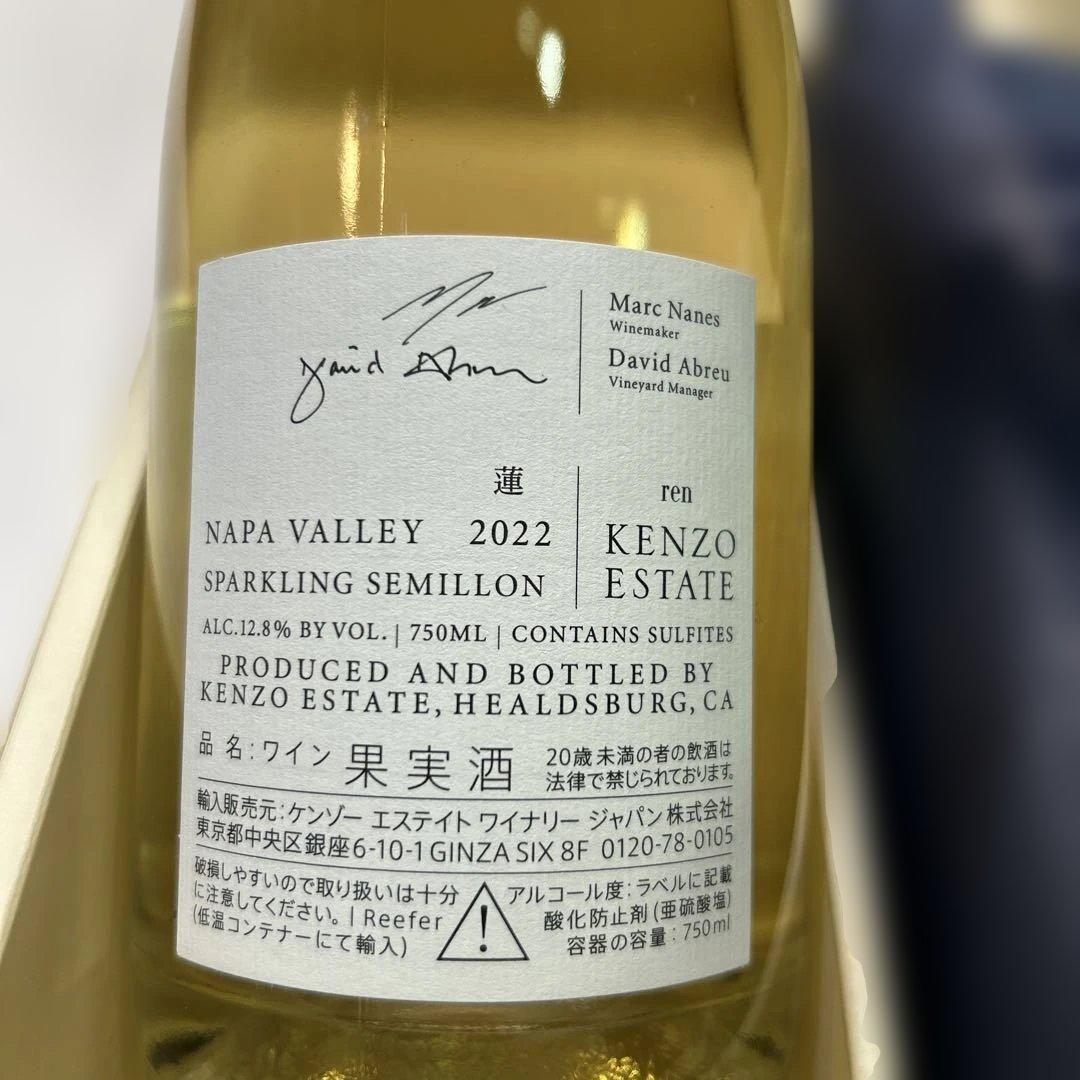 David Abreu
Marc Nanes
Winemaker
David Abreu
Vineyard Manager
蓮
NAPA VALLEY 2022
SPARKLING SEMILLON
ren
KENZO
ESTATE
ALC.12.8% BY VOL. | 750ML | CONTAINS SULFITES
PRODUCED AND BOTTLED BY
KENZO ESTATE, HEALDSBURG, CA
品名:ワイン 果実酒
20歳未満の者の飲酒は
法律で禁じられております。
輸入販売元:ケンゾー エステイト ワイナリー ジャパン株式会社
東京都中央区銀座6-10-1 GINZA SIX 8F 0120-78-0105
破損しやすいので取り扱いは十分
に注意してください。| Reefer
(低温コンテナーにて輸入)
!
アルコール度:ラベルに記載
酸化防止剤(亜硫酸塩)
容器の容量:750ml